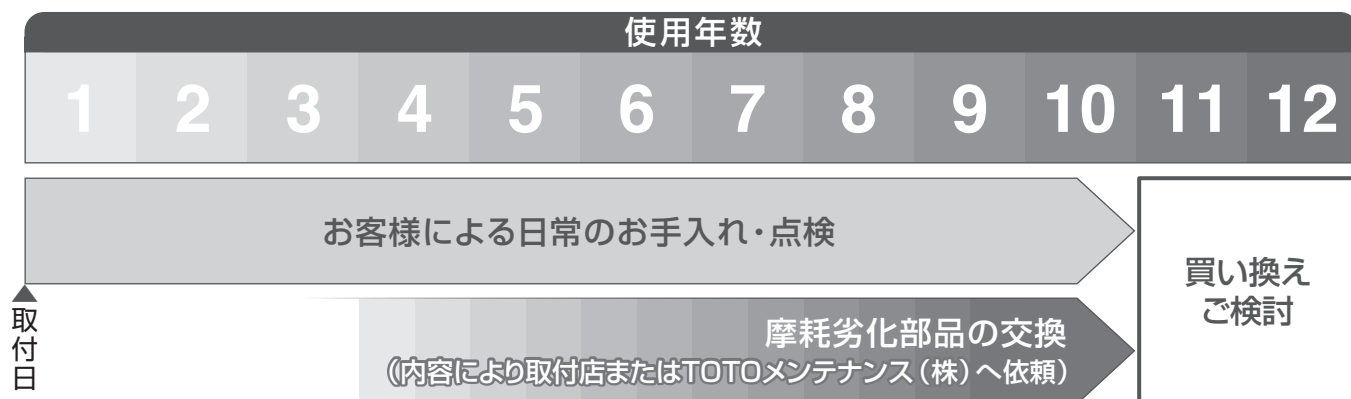 使用年数
1 2 3 4 5 6 7 8 9 10 11 12
お客様による日常のお手入れ・点検
買い換え
ご検討
取付日
摩耗劣化部品の交換
(内容により取付店またはTOTOメンテナンス(株)へ依頼)